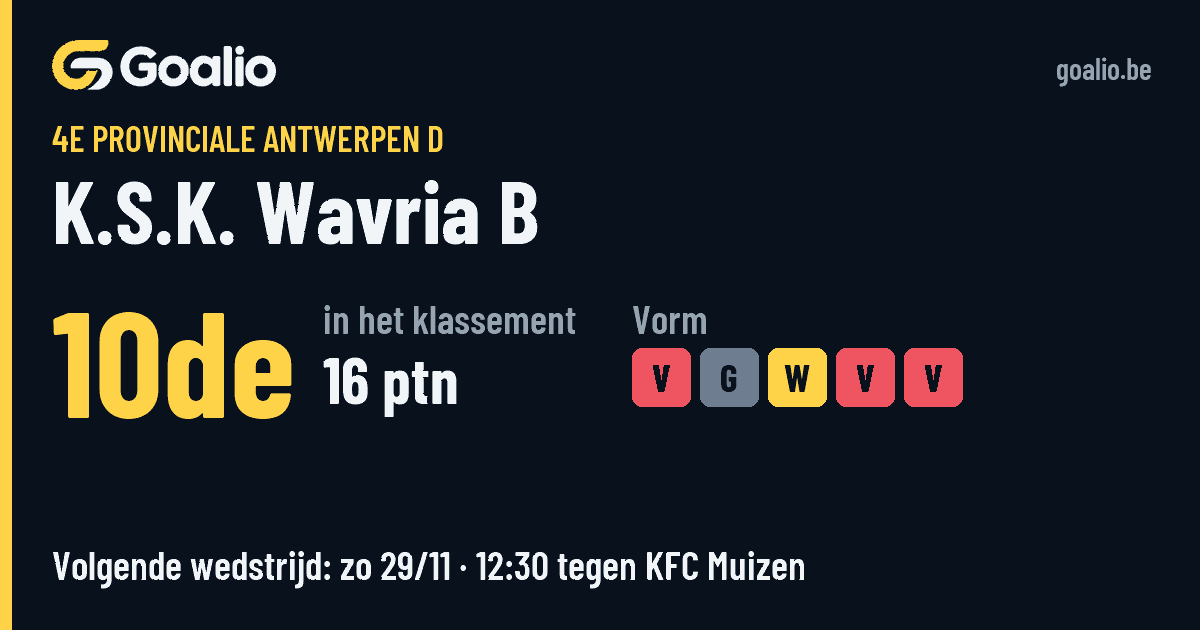 Goalio
goalio.be
4E PROVINCIALE ANTWERPEN D
K.S.K. Wavria B
10de
in het klassement
16 ptn
Vorm
V G W V V
Volgende wedstrijd: zo 29/11 · 12:30 tegen KFC Muizen